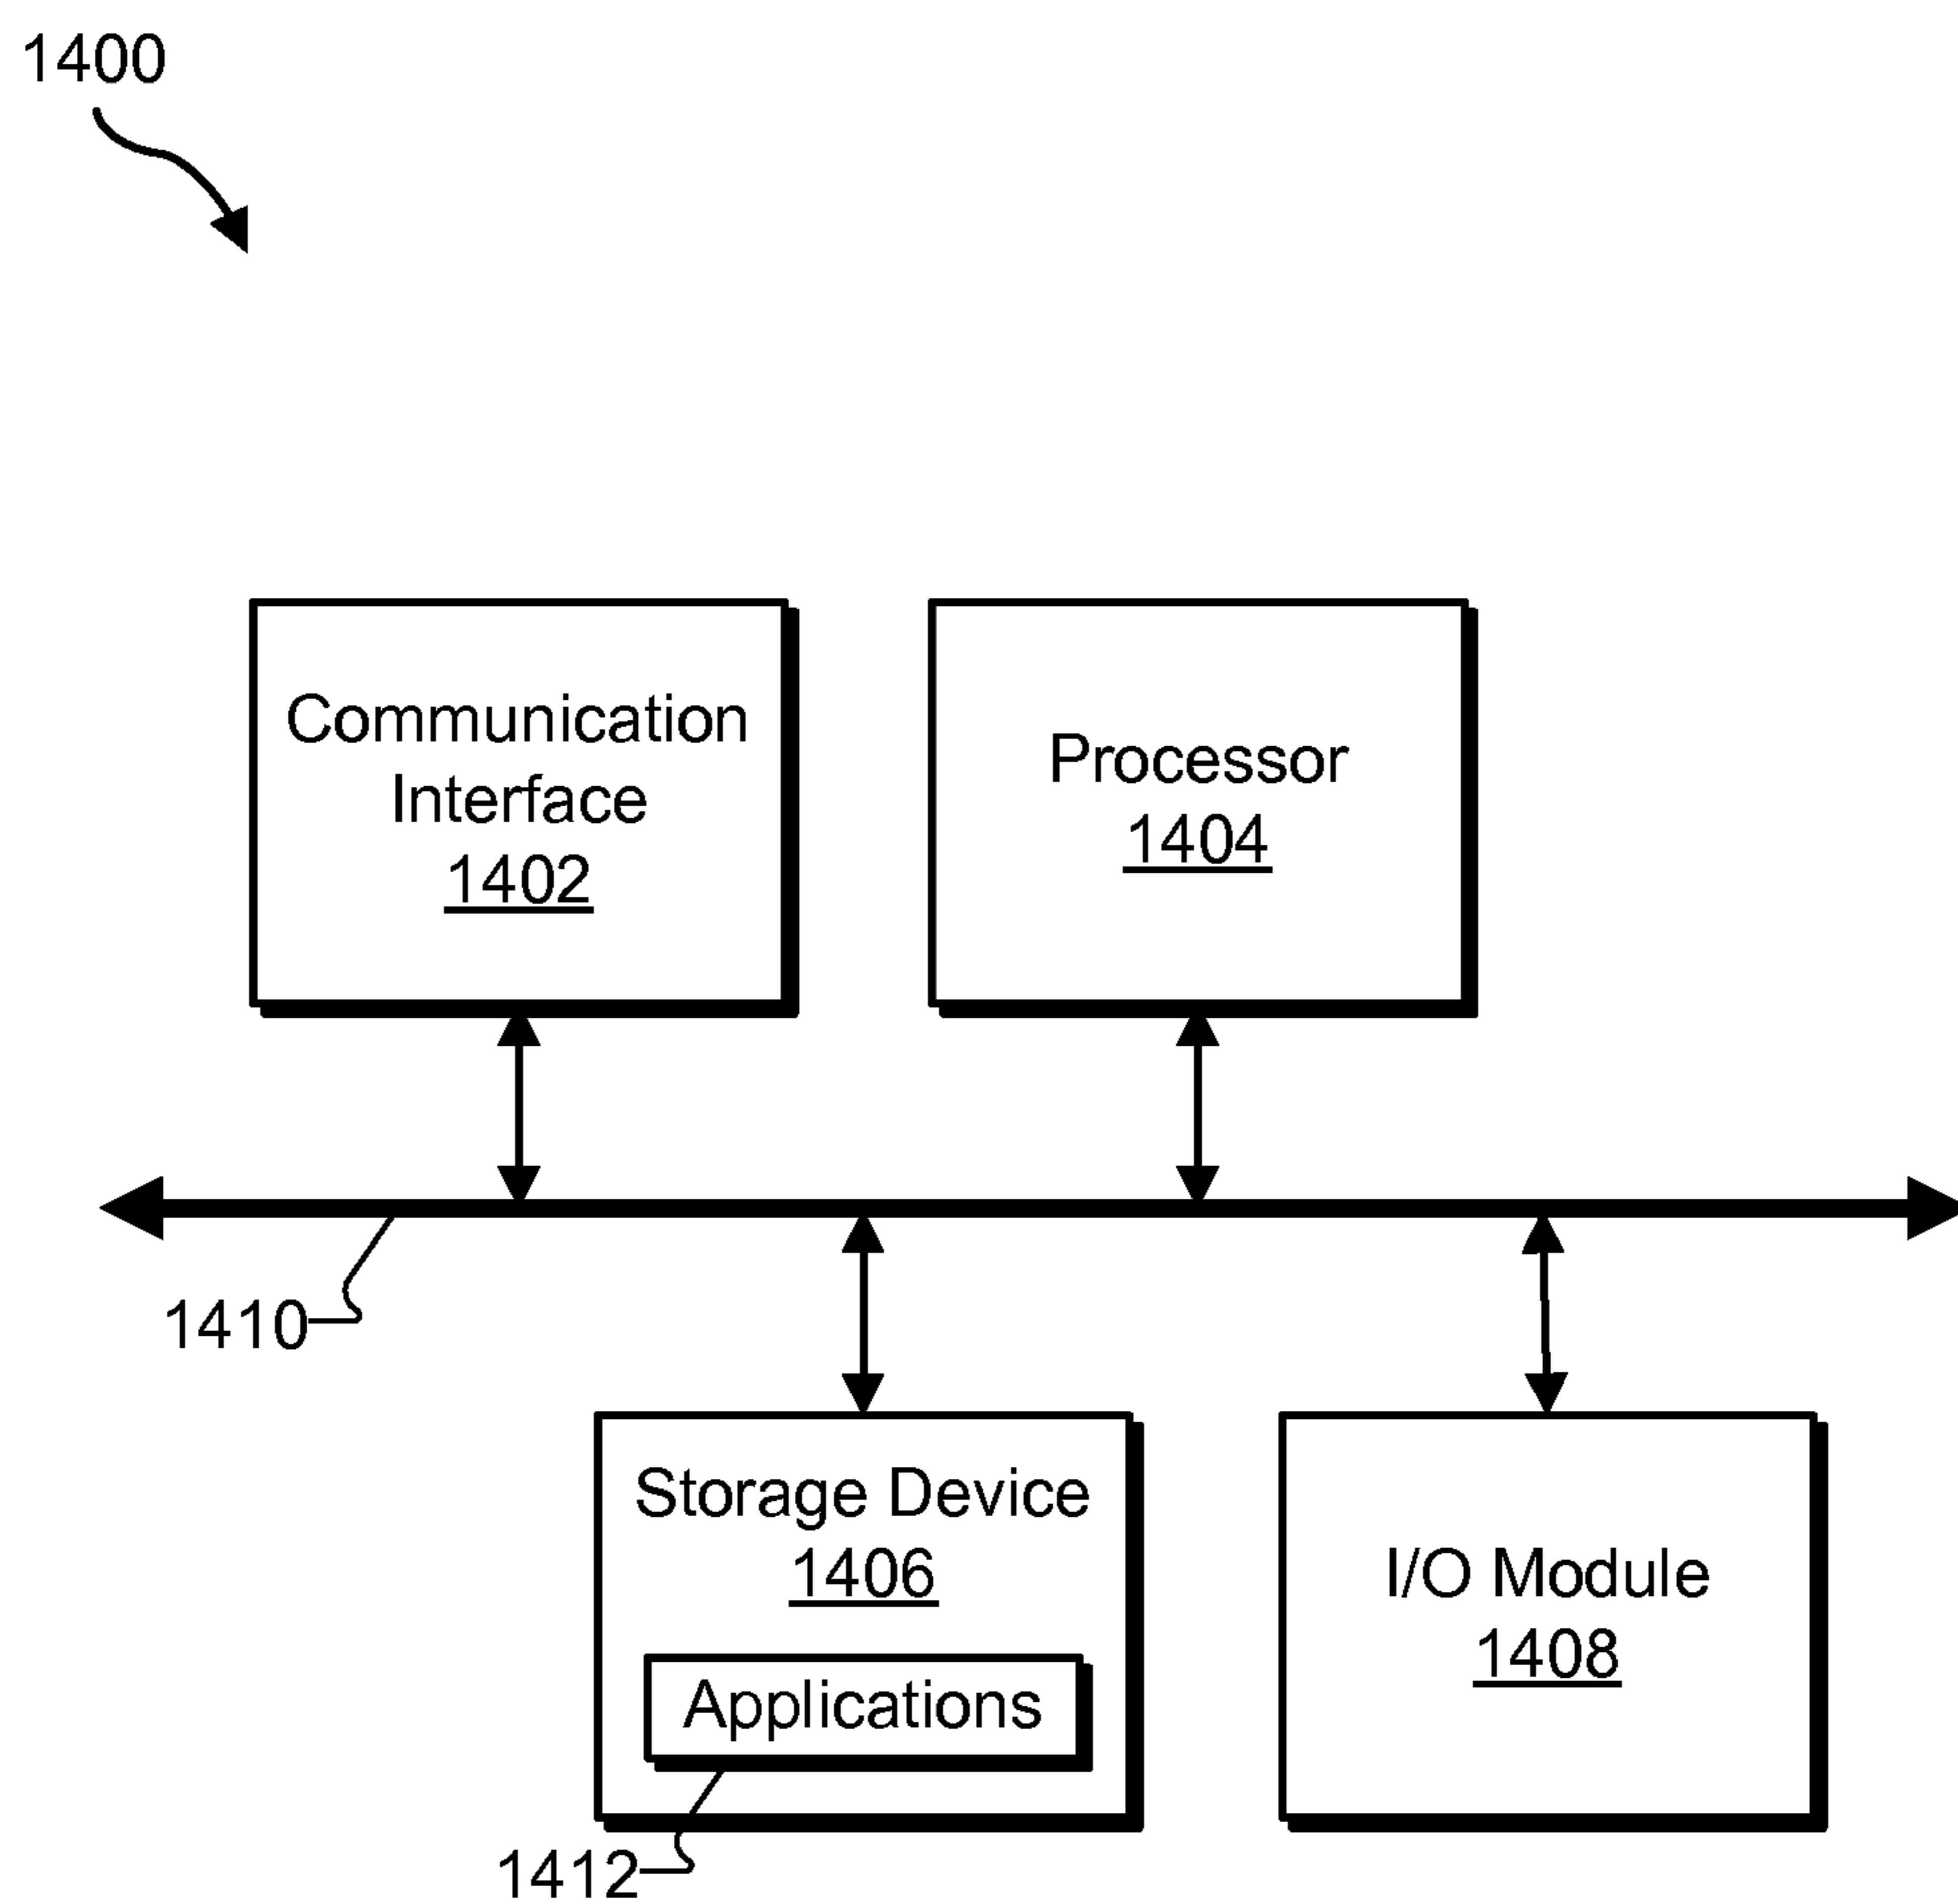 1400
Communication
Interface
1402
Processor
1404
1410
Storage Device
1406
Applications
1412
I/O Module
1408